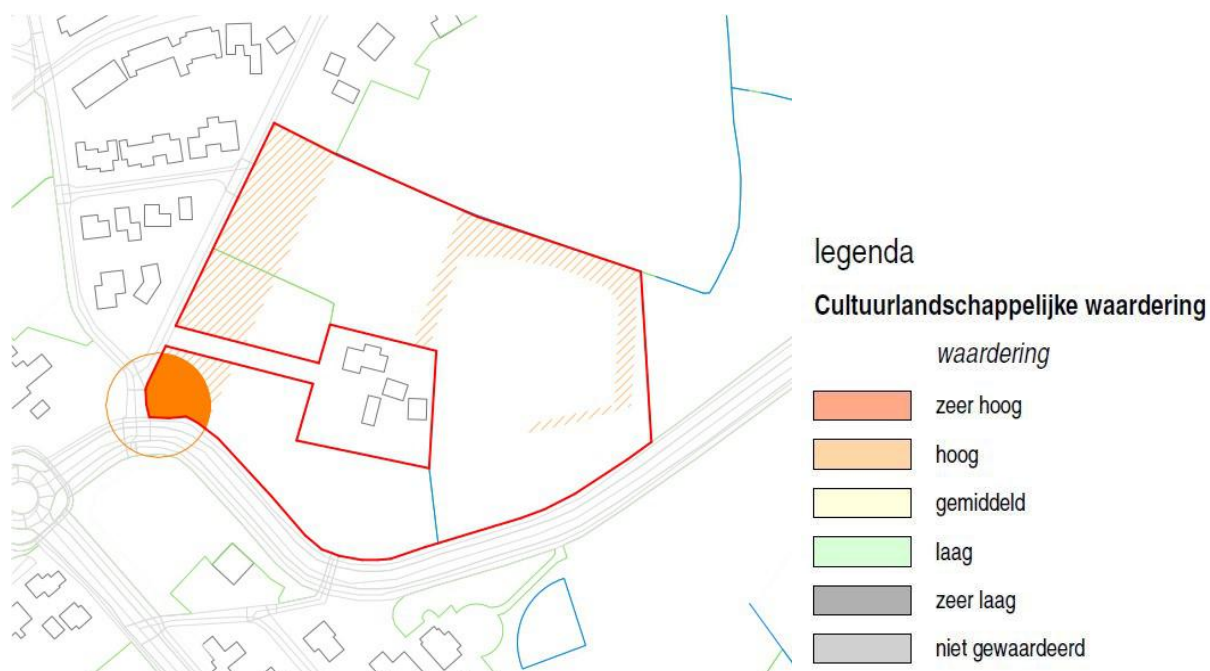 legenda
Cultuurlandschappelijke waardering
waardering
zeer hoog
hoog
gemiddeld
laag
zeer laag
niet gewaardeerd